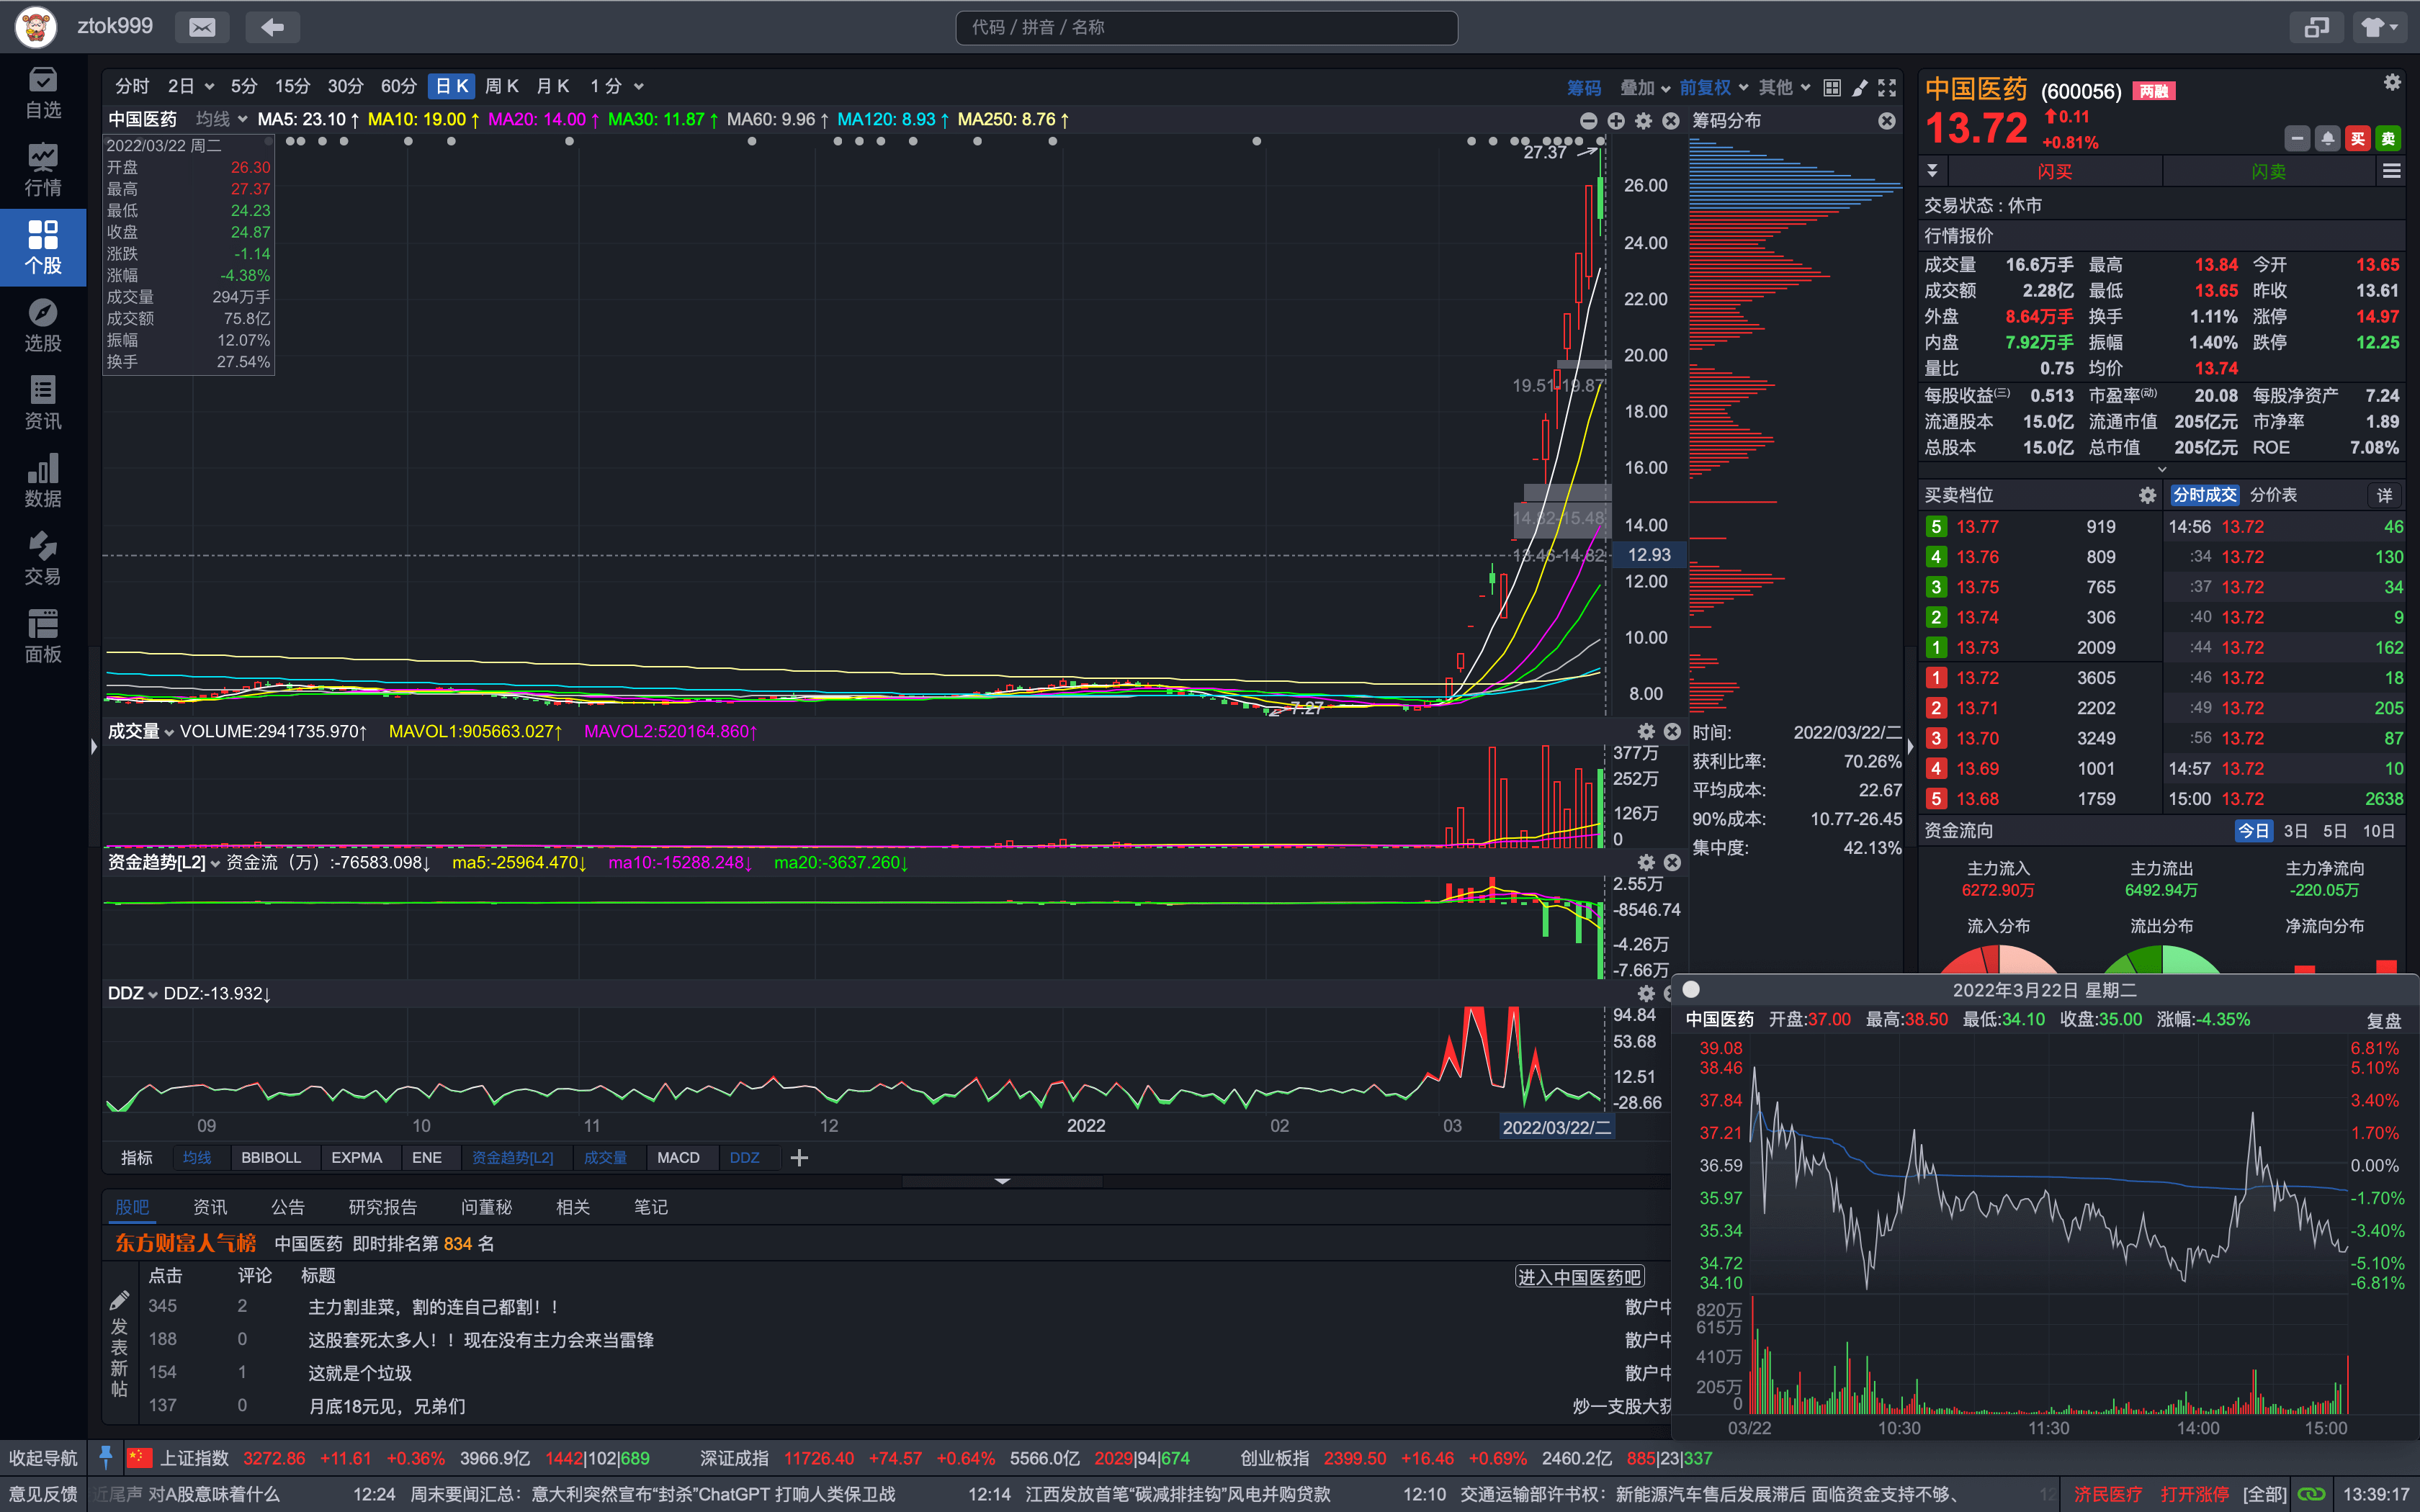 ztok999
代码 / 拼音 / 名称
自选
行情
个股
选股
资讯
数据
交易
面板
分时 2日 5分 15分 30分 60分 日K 周K 月K 1分
筹码 叠加 前复权 其他
中国医药 均线 MA5: 23.10↑ MA10: 19.00↑ MA20: 14.00↑ MA30: 11.87↑ MA60: 9.96↑ MA120: 8.93↑ MA250: 8.76↑
2022/03/22 周二
开盘 26.30
最高 27.37
最低 24.23
收盘 24.87
涨跌 -1.14
涨幅 -4.38%
成交量 294万手
成交额 75.8亿
振幅 12.07%
换手 27.54%
27.37
19.51-19.87
14.82-15.48
13.46-14.82
7.27
26.00
24.00
22.00
20.00
18.00
16.00
14.00
12.93
12.00
10.00
8.00
筹码分布
时间: 2022/03/22/二
获利比率: 70.26%
平均成本: 22.67
90%成本: 10.77-26.45
集中度: 42.13%
成交量 VOLUME:2941735.970↑ MAVOL1:905663.027↑ MAVOL2:520164.860↑
377万
252万
126万
0
资金趋势[L2] 资金流（万）:-76583.098↓ ma5:-25964.470↓ ma10:-15288.248↓ ma20:-3637.260↓
2.55万
-8546.74
-4.26万
-7.66万
DDZ DDZ:-13.932↓
94.84
53.68
12.51
-28.66
09 10 11 12 2022 02 03 2022/03/22/二
指标 均线 BBIBOLL EXPMA ENE 资金趋势[L2] 成交量 MACD DDZ
股吧 资讯 公告 研究报告 问董秘 相关 笔记
东方财富人气榜 中国医药 即时排名第 834 名
点击 评论 标题 进入中国医药吧
345 2 主力割韭菜，割的连自己都割！！ 散户中
188 0 这股套死太多人！！现在没有主力会来当雷锋 散户中
154 1 这就是个垃圾 散户中
137 0 月底18元见，兄弟们 炒一支股大获
发表新帖
中国医药 (600056) 两融
13.72 0.11
+0.81%
买 卖
闪买 闪卖
交易状态 : 休市
行情报价
成交量 16.6万手 最高 13.84 今开 13.65
成交额 2.28亿 最低 13.65 昨收 13.61
外盘 8.64万手 换手 1.11% 涨停 14.97
内盘 7.92万手 振幅 1.40% 跌停 12.25
量比 0.75 均价 13.74
每股收益(三) 0.513 市盈率(动) 20.08 每股净资产 7.24
流通股本 15.0亿 流通市值 205亿元 市净率 1.89
总股本 15.0亿 总市值 205亿元 ROE 7.08%
买卖档位 分时成交 分价表 详
5 13.77 919 14:56 13.72 46
4 13.76 809 :34 13.72 130
3 13.75 765 :37 13.72 34
2 13.74 306 :40 13.72 9
1 13.73 2009 :44 13.72 162
1 13.72 3605 :46 13.72 18
2 13.71 2202 :49 13.72 205
3 13.70 3249 :56 13.72 87
4 13.69 1001 14:57 13.72 10
5 13.68 1759 15:00 13.72 2638
资金流向 今日 3日 5日 10日
主力流入 主力流出 主力净流向
6272.90万 6492.94万 -220.05万
流入分布 流出分布 净流向分布
2022年3月22日 星期二
中国医药 开盘:37.00 最高:38.50 最低:34.10 收盘:35.00 涨幅:-4.35% 复盘
39.08 6.81%
38.46 5.10%
37.84 3.40%
37.21 1.70%
36.59 0.00%
35.97 -1.70%
35.34 -3.40%
34.72 -5.10%
34.10 -6.81%
820万
615万
410万
205万
0
03/22 10:30 11:30 14:00 15:00
收起导航 上证指数 3272.86 +11.61 +0.36% 3966.9亿 1442|102|689 深证成指 11726.40 +74.57 +0.64% 5566.0亿 2029|94|674 创业板指 2399.50 +16.46 +0.69% 2460.2亿 885|23|337
意见反馈 近尾声 对A股意味着什么 12:24 周末要闻汇总：意大利突然宣布“封杀”ChatGPT 打响人类保卫战 12:14 江西发放首笔“碳减排挂钩”风电并购贷款 12:10 交通运输部许书权：新能源汽车售后发展滞后 面临资金支持不够、 12 济民医疗 打开涨停 [全部] 13:39:17